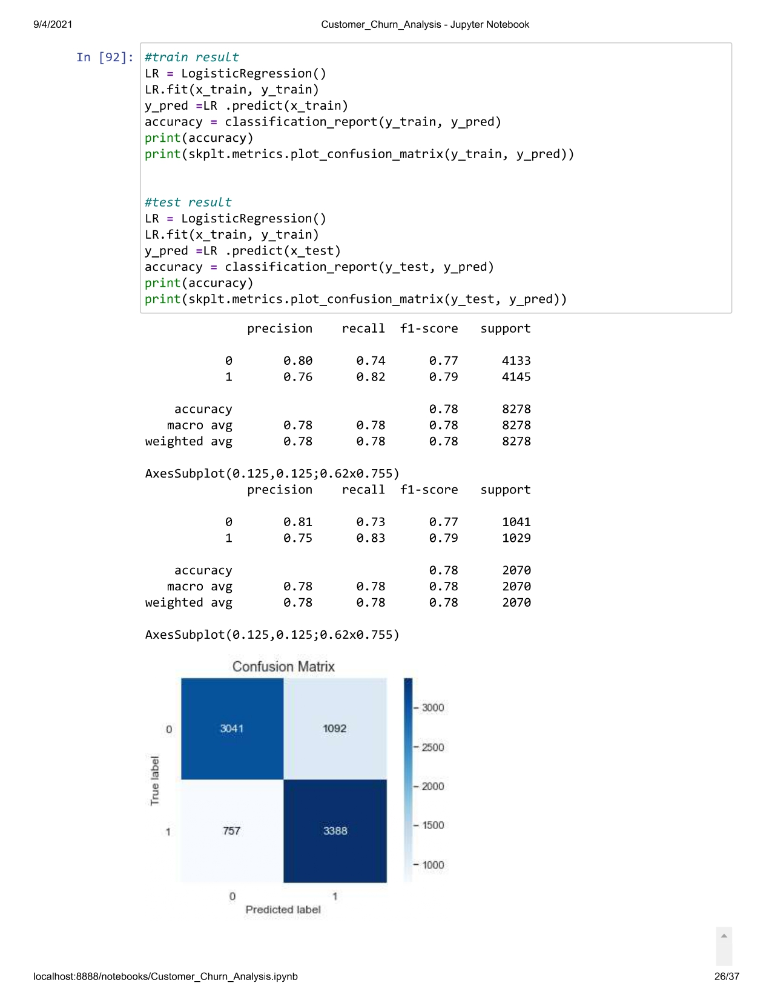 9/4/2021 Customer_Churn_Analysis - Jupyter Notebook
In [92]: #train result
LR = LogisticRegression()
LR.fit(x_train, y_train)
y_pred =LR .predict(x_train)
accuracy = classification_report(y_train, y_pred)
print(accuracy)
print(skplt.metrics.plot_confusion_matrix(y_train, y_pred))
#test result
LR = LogisticRegression()
LR.fit(x_train, y_train)
y_pred =LR .predict(x_test)
accuracy = classification_report(y_test, y_pred)
print(accuracy)
print(skplt.metrics.plot_confusion_matrix(y_test, y_pred))
precision recall f1-score support
0 0.80 0.74 0.77 4133
1 0.76 0.82 0.79 4145
accuracy 0.78 8278
macro avg 0.78 0.78 0.78 8278
weighted avg 0.78 0.78 0.78 8278
AxesSubplot(0.125,0.125;0.62x0.755)
precision recall f1-score support
0 0.81 0.73 0.77 1041
1 0.75 0.83 0.79 1029
accuracy 0.78 2070
macro avg 0.78 0.78 0.78 2070
weighted avg 0.78 0.78 0.78 2070
AxesSubplot(0.125,0.125;0.62x0.755)
Confusion Matrix
3000
0 3041 1092
2500
True label
2000
1500
1 757 3388
1000
0 1
Predicted label
localhost:8888/notebooks/Customer_Churn_Analysis.ipynb 26/37